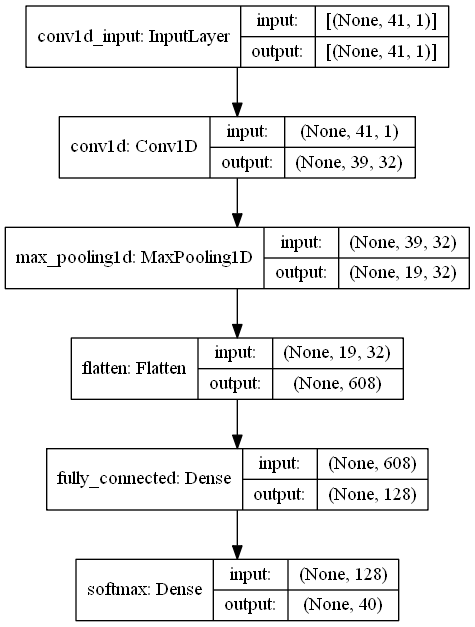 conv1d_input: InputLayer
input:
[(None, 41, 1)]
output:
[(None, 41, 1)]
conv1d: Conv1D
input:
(None, 41, 1)
output:
(None, 39, 32)
max_pooling1d: MaxPooling1D
input:
(None, 39, 32)
output:
(None, 19, 32)
flatten: Flatten
input:
(None, 19, 32)
output:
(None, 608)
fully_connected: Dense
input:
(None, 608)
output:
(None, 128)
softmax: Dense
input:
(None, 128)
output:
(None, 40)